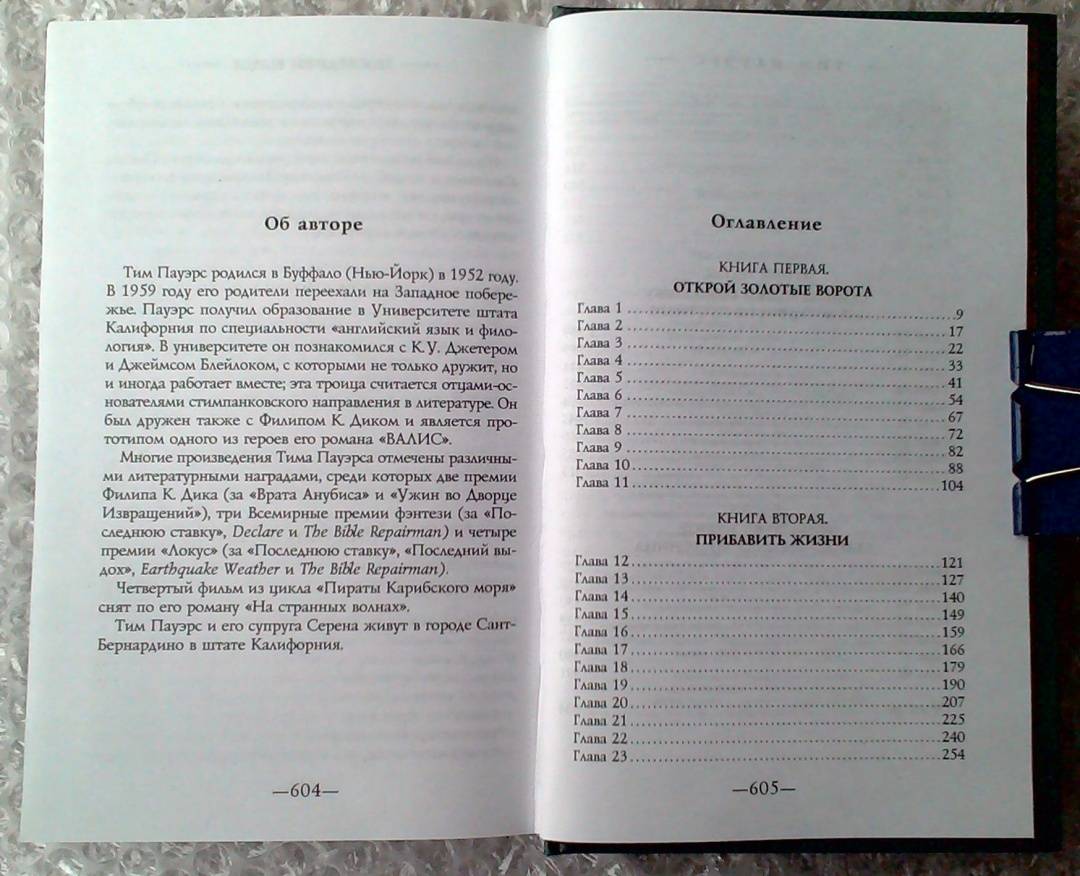 Об авторе
Тим Пауэрс родился в Буффало (Нью-Йорк) в 1952 году.
В 1959 году его родители переехали на Западное побере-
жье. Пауэрс получил образование в Университете штата
Калифорния по специальности «английский язык и фило-
логия». В университете он познакомился с К.У. Джетером
и Джеймсом Блейлоком, с которыми не только дружит, но
и иногда работает вместе; эта троица считается отцами-ос-
нователями стимпанковского направления в литературе. Он
был дружен также с Филипом К. Диком и является про-
тотипом одного из героев его романа «ВАЛИС».
Многие произведения Тима Пауэрса отмечены различны-
ми литературными наградами, среди которых две премии
Филипа К. Дика (за «Врата Анубиса» и «Ужин во Дворце
Извращений»), три Всемирные премии фэнтези (за «По-
следнюю ставку», Declare и The Bible Repairman) и четыре
премии «Локус» (за «Последнюю ставку», «Последний вы-
дох», Earthquake Weather и The Bible Repairman).
Четвертый фильм из цикла «Пираты Карибского моря»
снят по его роману «На странных волнах».
Тим Пауэрс и его супруга Серена живут в городе Сант-
Бернардино в штате Калифорния.
—604—
Оглавление
КНИГА ПЕРВАЯ.
ОТКРОЙ ЗОЛОТЫЕ ВОРОТА
Глава 1 ... 9
Глава 2 ... 17
Глава 3 ... 22
Глава 4 ... 33
Глава 5 ... 41
Глава 6 ... 54
Глава 7 ... 67
Глава 8 ... 72
Глава 9 ... 82
Глава 10 ... 88
Глава 11 ... 104
КНИГА ВТОРАЯ.
ПРИБАВИТЬ ЖИЗНИ
Глава 12 ... 121
Глава 13 ... 127
Глава 14 ... 140
Глава 15 ... 149
Глава 16 ... 159
Глава 17 ... 166
Глава 18 ... 179
Глава 19 ... 190
Глава 20 ... 207
Глава 21 ... 225
Глава 22 ... 240
Глава 23 ... 254
—605—